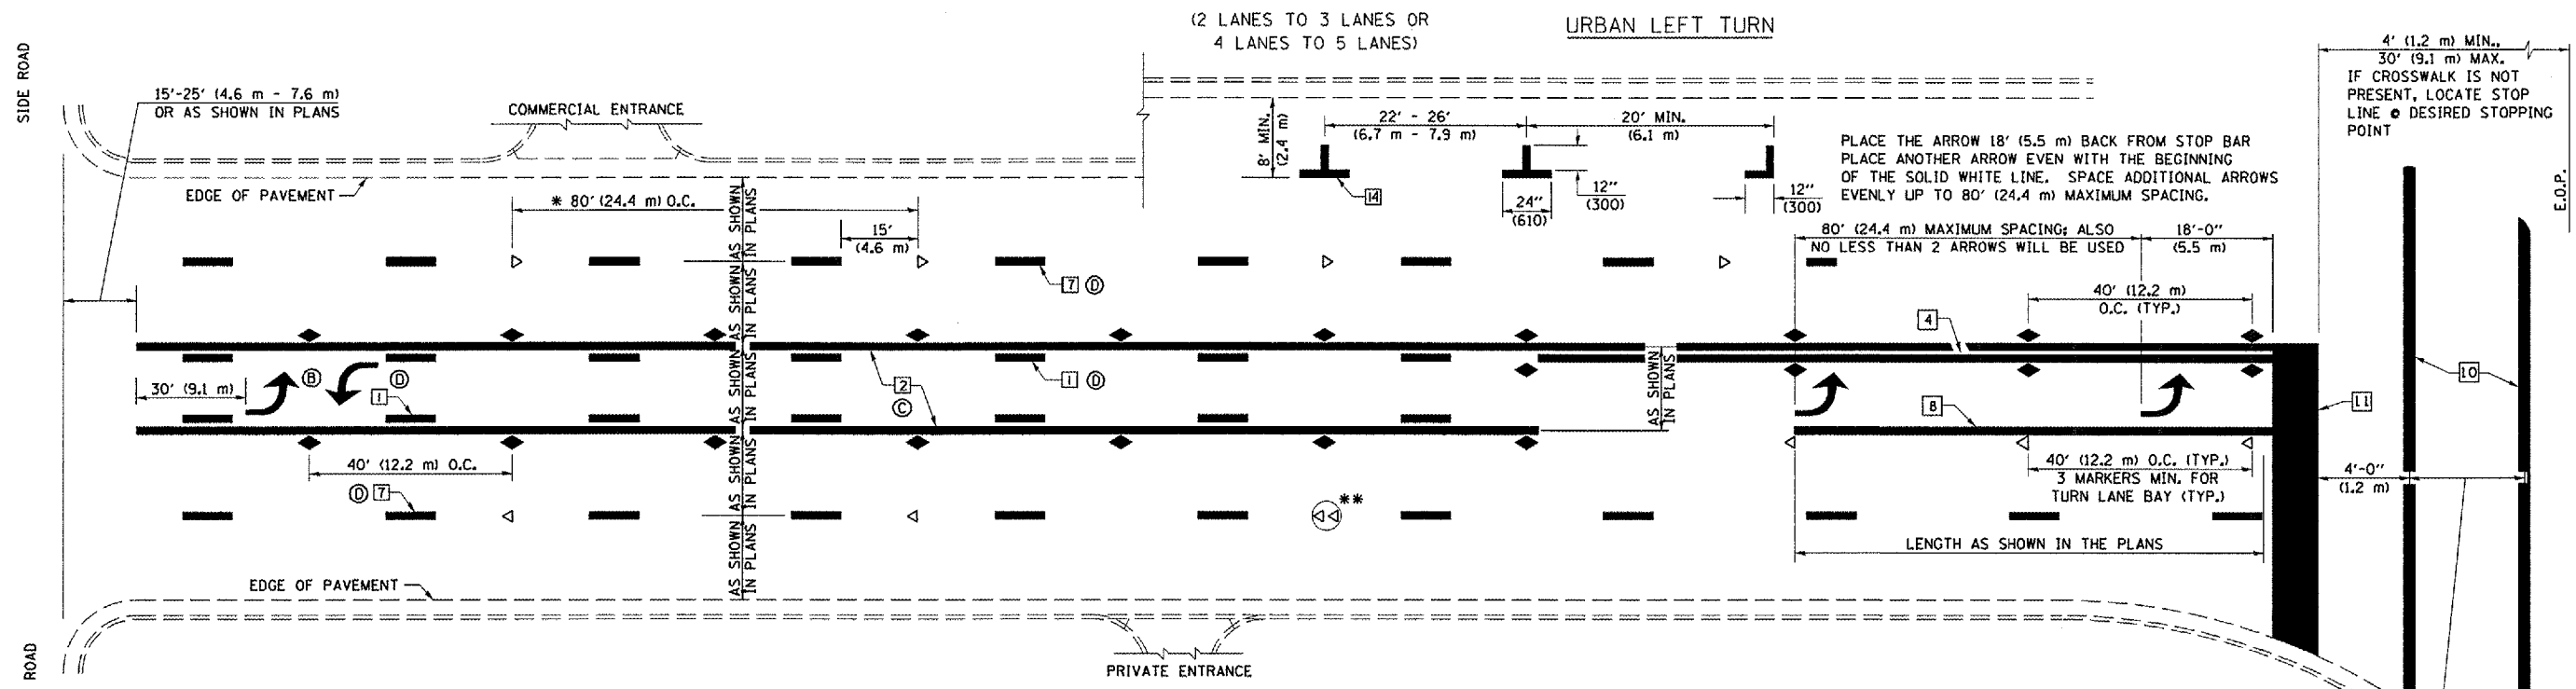 (2 LANES TO 3 LANES OR
4 LANES TO 5 LANES)
URBAN LEFT TURN
SIDE ROAD
15'-25' (4.6 m - 7.6 m)
OR AS SHOWN IN PLANS
COMMERCIAL ENTRANCE
EDGE OF PAVEMENT
* 80' (24.4 m) O.C.
15'
(4.6 m)
8' MIN.
(2.4 m)
22' - 26'
(6.7 m - 7.9 m)
20' MIN.
(6.1 m)
14
24"
(610)
12"
(300)
12"
(300)
4' (1.2 m) MIN.,
30' (9.1 m) MAX.
IF CROSSWALK IS NOT
PRESENT, LOCATE STOP
LINE @ DESIRED STOPPING
POINT
PLACE THE ARROW 18' (5.5 m) BACK FROM STOP BAR
PLACE ANOTHER ARROW EVEN WITH THE BEGINNING
OF THE SOLID WHITE LINE. SPACE ADDITIONAL ARROWS
EVENLY UP TO 80' (24.4 m) MAXIMUM SPACING.
E.O.P.
80' (24.4 m) MAXIMUM SPACING; ALSO
NO LESS THAN 2 ARROWS WILL BE USED
18'-0"
(5.5 m)
AS SHOWN
IN PLANS
AS SHOWN
IN PLANS
AS SHOWN
IN PLANS
AS SHOWN
IN PLANS
AS SHOWN
IN PLANS
7 D
40' (12.2 m)
O.C. (TYP.)
4
30' (9.1 m)
B
D
1
2
C
1 D
AS SHOWN
IN PLANS
8
11
10
40' (12.2 m) O.C.
D 7
**
40' (12.2 m) O.C. (TYP.)
3 MARKERS MIN. FOR
TURN LANE BAY (TYP.)
4'-0"
(1.2 m)
LENGTH AS SHOWN IN THE PLANS
EDGE OF PAVEMENT
PRIVATE ENTRANCE
ROAD